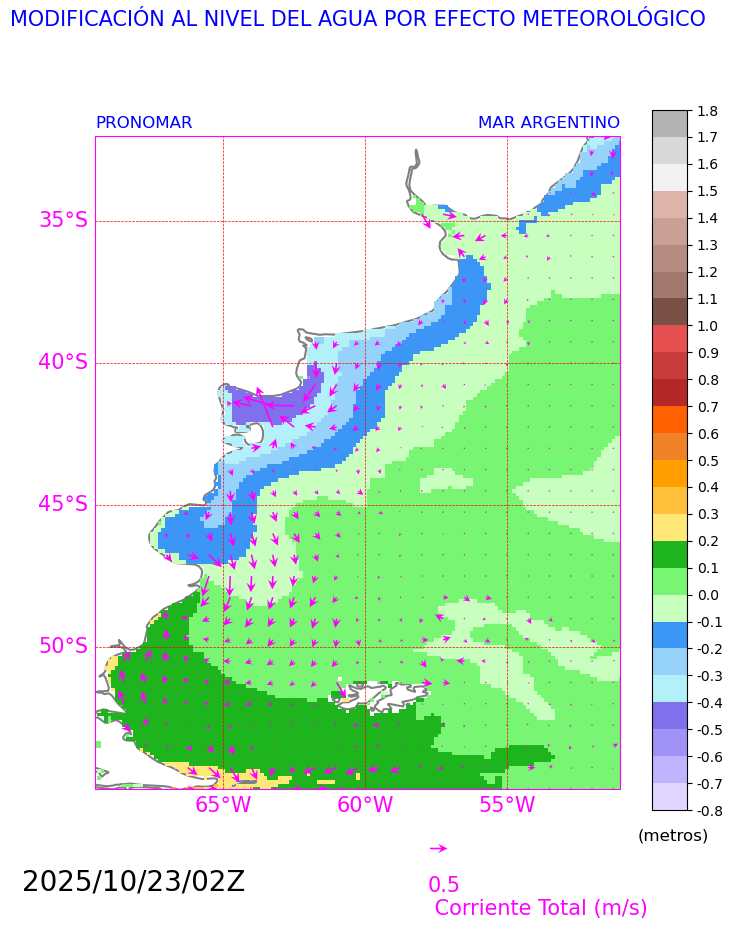 MODIFICACIÓN AL NIVEL DEL AGUA POR EFECTO METEOROLÓGICO
PRONOMAR
MAR ARGENTINO
35°S
40°S
45°S
50°S
65°W
60°W
55°W
1.8
1.7
1.6
1.5
1.4
1.3
1.2
1.1
1.0
0.9
0.8
0.7
0.6
0.5
0.4
0.3
0.2
0.1
0.0
-0.1
-0.2
-0.3
-0.4
-0.5
-0.6
-0.7
-0.8
(metros)
2025/10/23/02Z
0.5
Corriente Total (m/s)